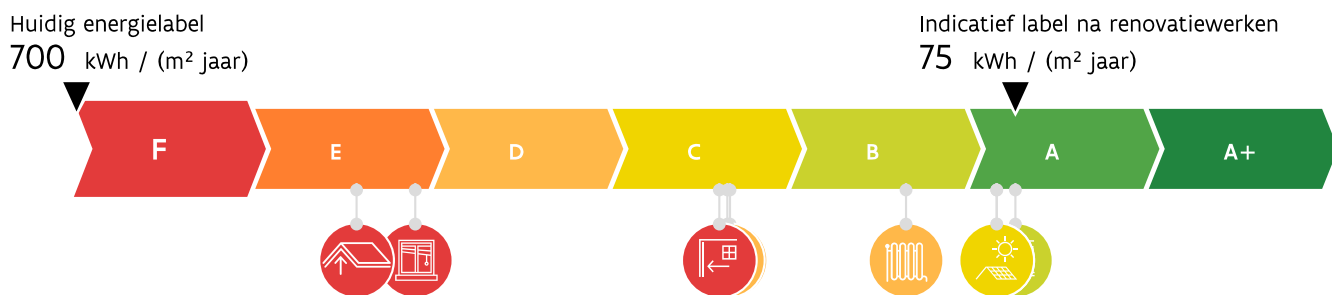 Huidig energielabel
700 kWh / (m² jaar)
Indicatief label na renovatiewerken
75 kWh / (m² jaar)
F E D C B A A+